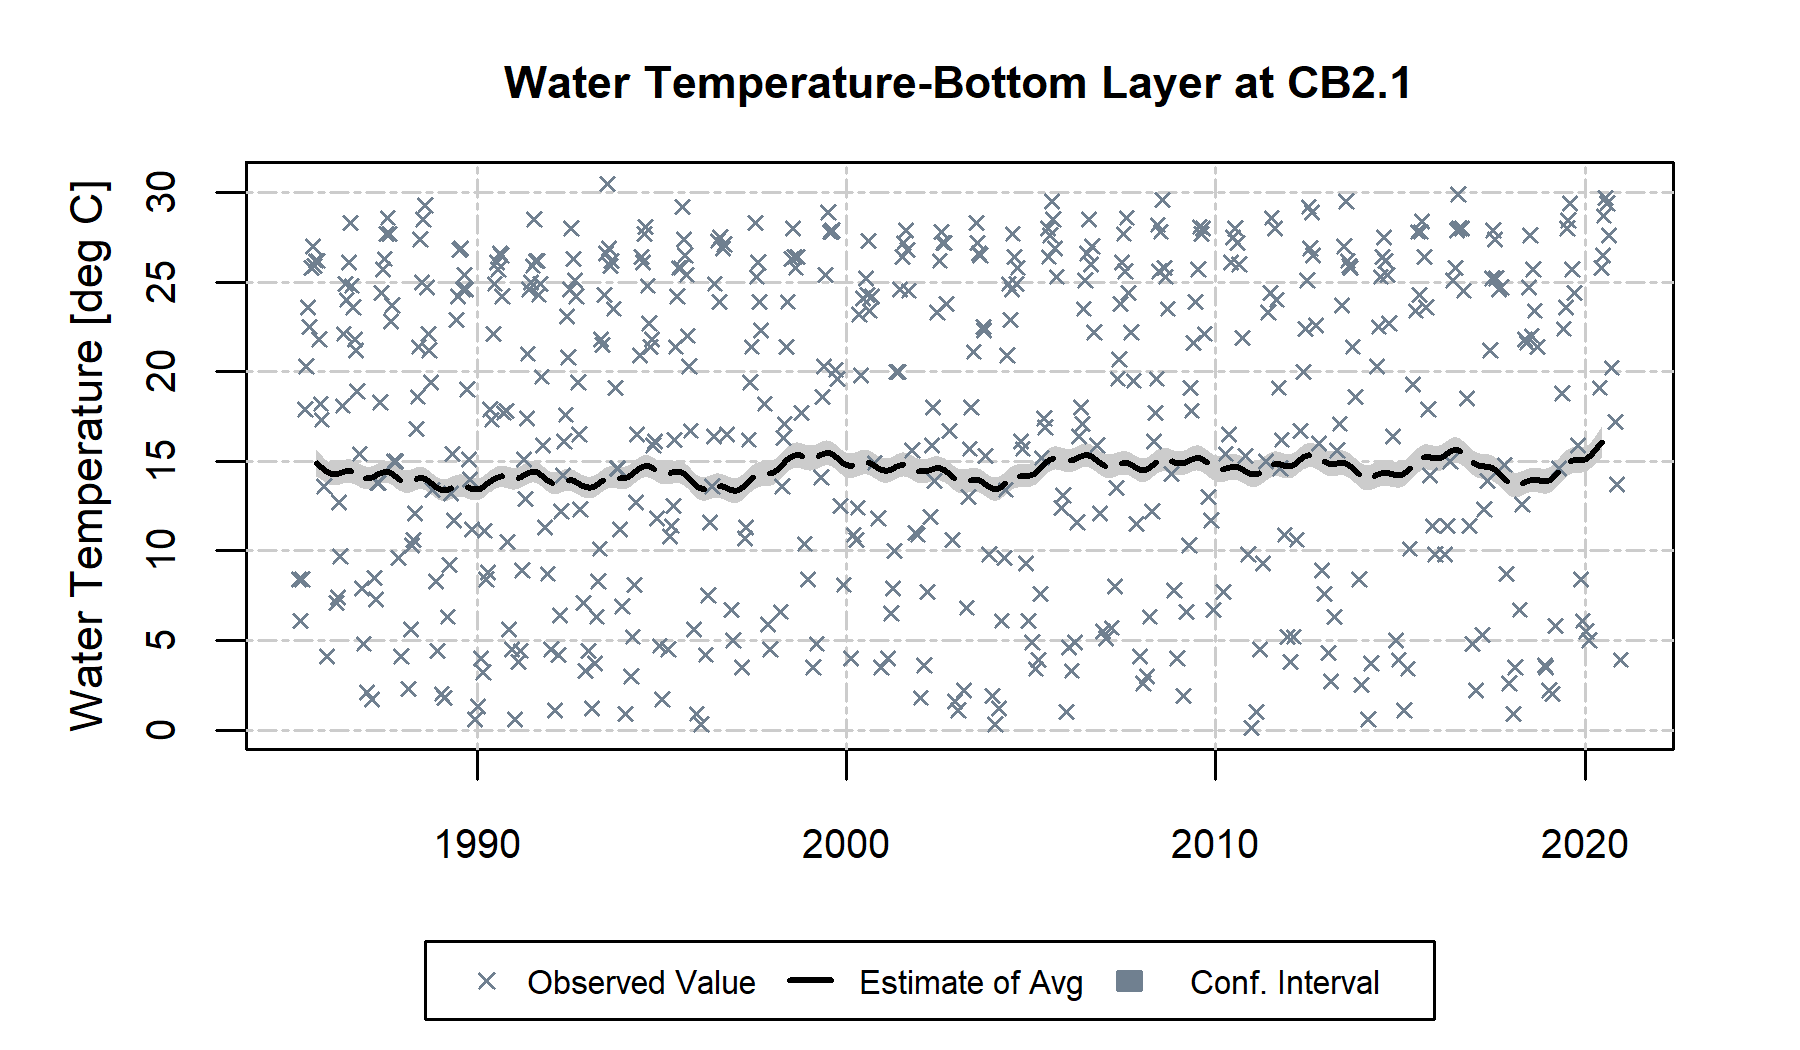 Water Temperature-Bottom Layer at CB2.1
Water Temperature [deg C]
30
25
20
15
10
5
0
1990 2000 2010 2020
Observed Value Estimate of Avg Conf. Interval